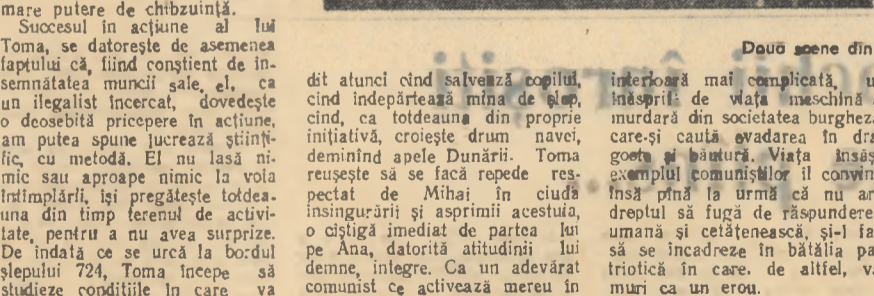 mare putere de chibzuință.
Succesul în acțiune al lui
Toma, se datorește de asemenea
faptului că, fiind conștient de în-
semnătatea muncii sale, el, ca
un ilegalist încercat, dovedește
o deosebită pricepere în acțiune,
am putea spune lucrează științi-
fic, cu metodă. El nu lasă ni-
mic sau aproape nimic la voia
întîmplării, își pregătește totdea-
una din timp terenul de activi-
tate, pentru a nu avea surprize.
De îndată ce se urcă la bordul
șlepului 724, Toma începe să
studieze condițiile în care va
dit atunci cînd salvează copilul,
cînd îndepărtează mîna de șlep,
cînd, ca totdeauna din proprie
inițiativă, croiește drum navei,
deminînd apele Dunării. Toma
reușește să se facă repede res-
pectat de Mihai în ciuda
însingurării și asprimii acestuia,
o cîștigă imediat de partea lui
pe Ana, datorită atitudinii lui
demne, integre. Ca un adevărat
comunist ce activează mereu în
Două scene din
interioară mai complicată, u
înăsprit de viața meschină
murdară din societatea burghez
care-și caută evadarea în dra
goste și băutură. Viața însăș
exemplul comuniștilor îl convin
însă pînă la urmă că nu ar
dreptul să fugă de răspundere
umană și cetățenească, și-l fa
să se încadreze în bătălia pa
triotică în care, de altfel, v
muri ca un erou.